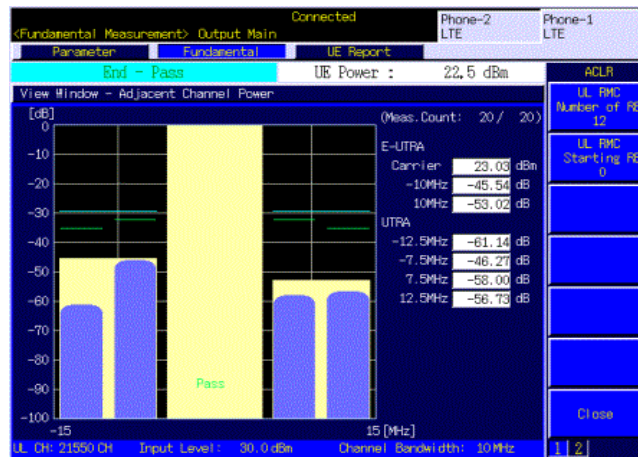 Connected
<Fundamental Measurement> Output Main
Phone-2
LTE
Phone-1
LTE
Parameter
Fundamental
UE Report
End - Pass
UE Power : 22.5 dBm
ACLR
View Window - Adjacent Channel Power
UL RMC
Number of RB
12
UL RMC
Starting RB
0
Close
1 2
[dB]
0
-10
-20
-30
-40
-50
-60
-70
-80
-90
-100
Pass
-15
15 [MHz]
(Meas.Count: 20/ 20)
E-UTRA
Carrier 23.03 dBm
-10MHz -45.54 dB
10MHz -53.02 dB
UTRA
-12.5MHz -61.14 dB
-7.5MHz -46.27 dB
7.5MHz -58.00 dB
12.5MHz -56.73 dB
UL CH: 21550 CH Input Level: 30.0 dBm Channel Bandwidth: 10 MHz